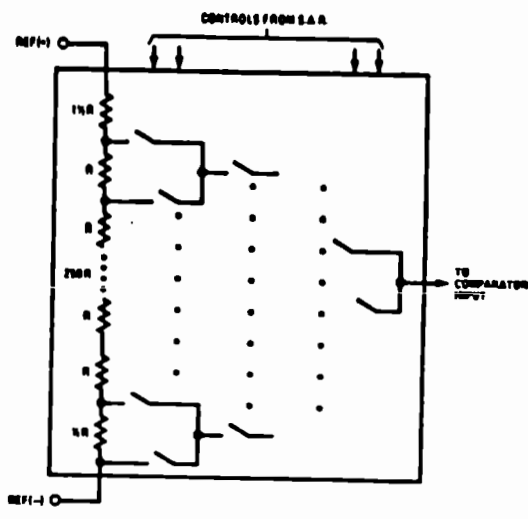 CONTROLS FROM S.A.R.
REF(+)
1½R
R
R
256R
R
R
½R
REF(-)
TO
COMPARATOR
INPUT